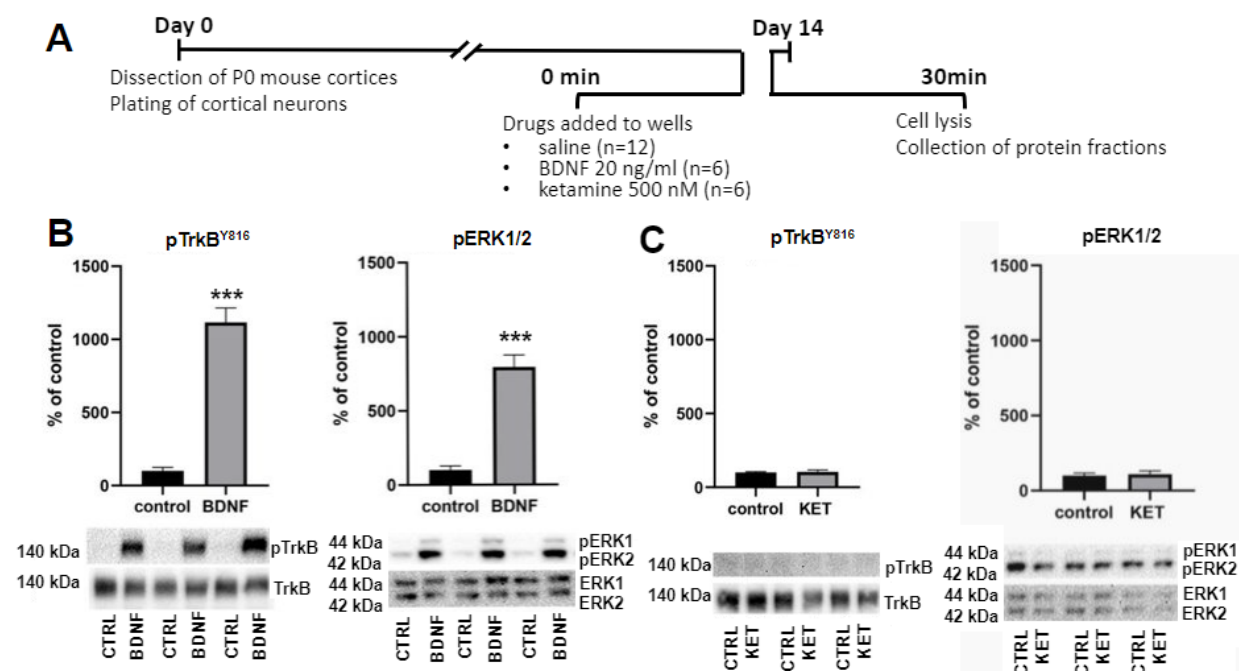 A
Day 0
Day 14
Dissection of P0 mouse cortices
Plating of cortical neurons
0 min
30min
Drugs added to wells
• saline (n=12)
• BDNF 20 ng/ml (n=6)
• ketamine 500 nM (n=6)
Cell lysis
Collection of protein fractions
B
pTrkBY816
% of control
1500
1000
500
0
***
control BDNF
140 kDa pTrkB
140 kDa TrkB
CTRL BDNF CTRL BDNF CTRL BDNF
pERK1/2
% of control
1500
1000
500
0
***
control BDNF
44 kDa pERK1
42 kDa pERK2
44 kDa ERK1
42 kDa ERK2
CTRL BDNF CTRL BDNF CTRL BDNF
C
pTrkBY816
% of control
1500
1000
500
0
control KET
140 kDa pTrkB
140 kDa TrkB
CTRL KET CTRL KET CTRL KET
pERK1/2
% of control
1500
1000
500
0
control KET
44 kDa pERK1
42 kDa pERK2
44 kDa ERK1
42 kDa ERK2
CTRL KET CTRL KET CTRL KET